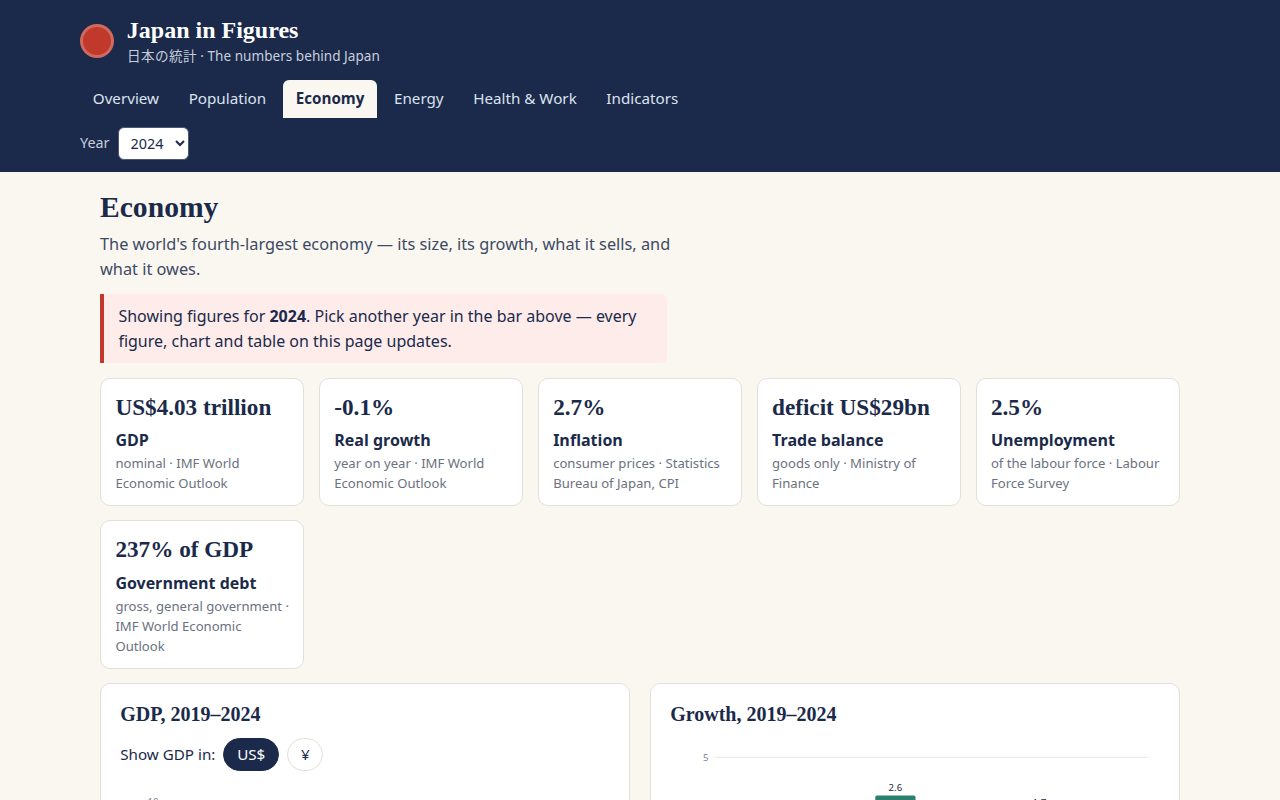 Japan in Figures
日本の統計 · The numbers behind Japan
Overview Population Economy Energy Health & Work Indicators
Year 2024
Economy
The world's fourth-largest economy — its size, its growth, what it sells, and
what it owes.
Showing figures for 2024. Pick another year in the bar above — every
figure, chart and table on this page updates.
US$4.03 trillion
GDP
nominal · IMF World
Economic Outlook
-0.1%
Real growth
year on year · IMF World
Economic Outlook
2.7%
Inflation
consumer prices · Statistics
Bureau of Japan, CPI
deficit US$29bn
Trade balance
goods only · Ministry of
Finance
2.5%
Unemployment
of the labour force · Labour
Force Survey
237% of GDP
Government debt
gross, general government ·
IMF World Economic
Outlook
GDP, 2019–2024
Show GDP in: US$ ¥
Growth, 2019–2024
5
2.6